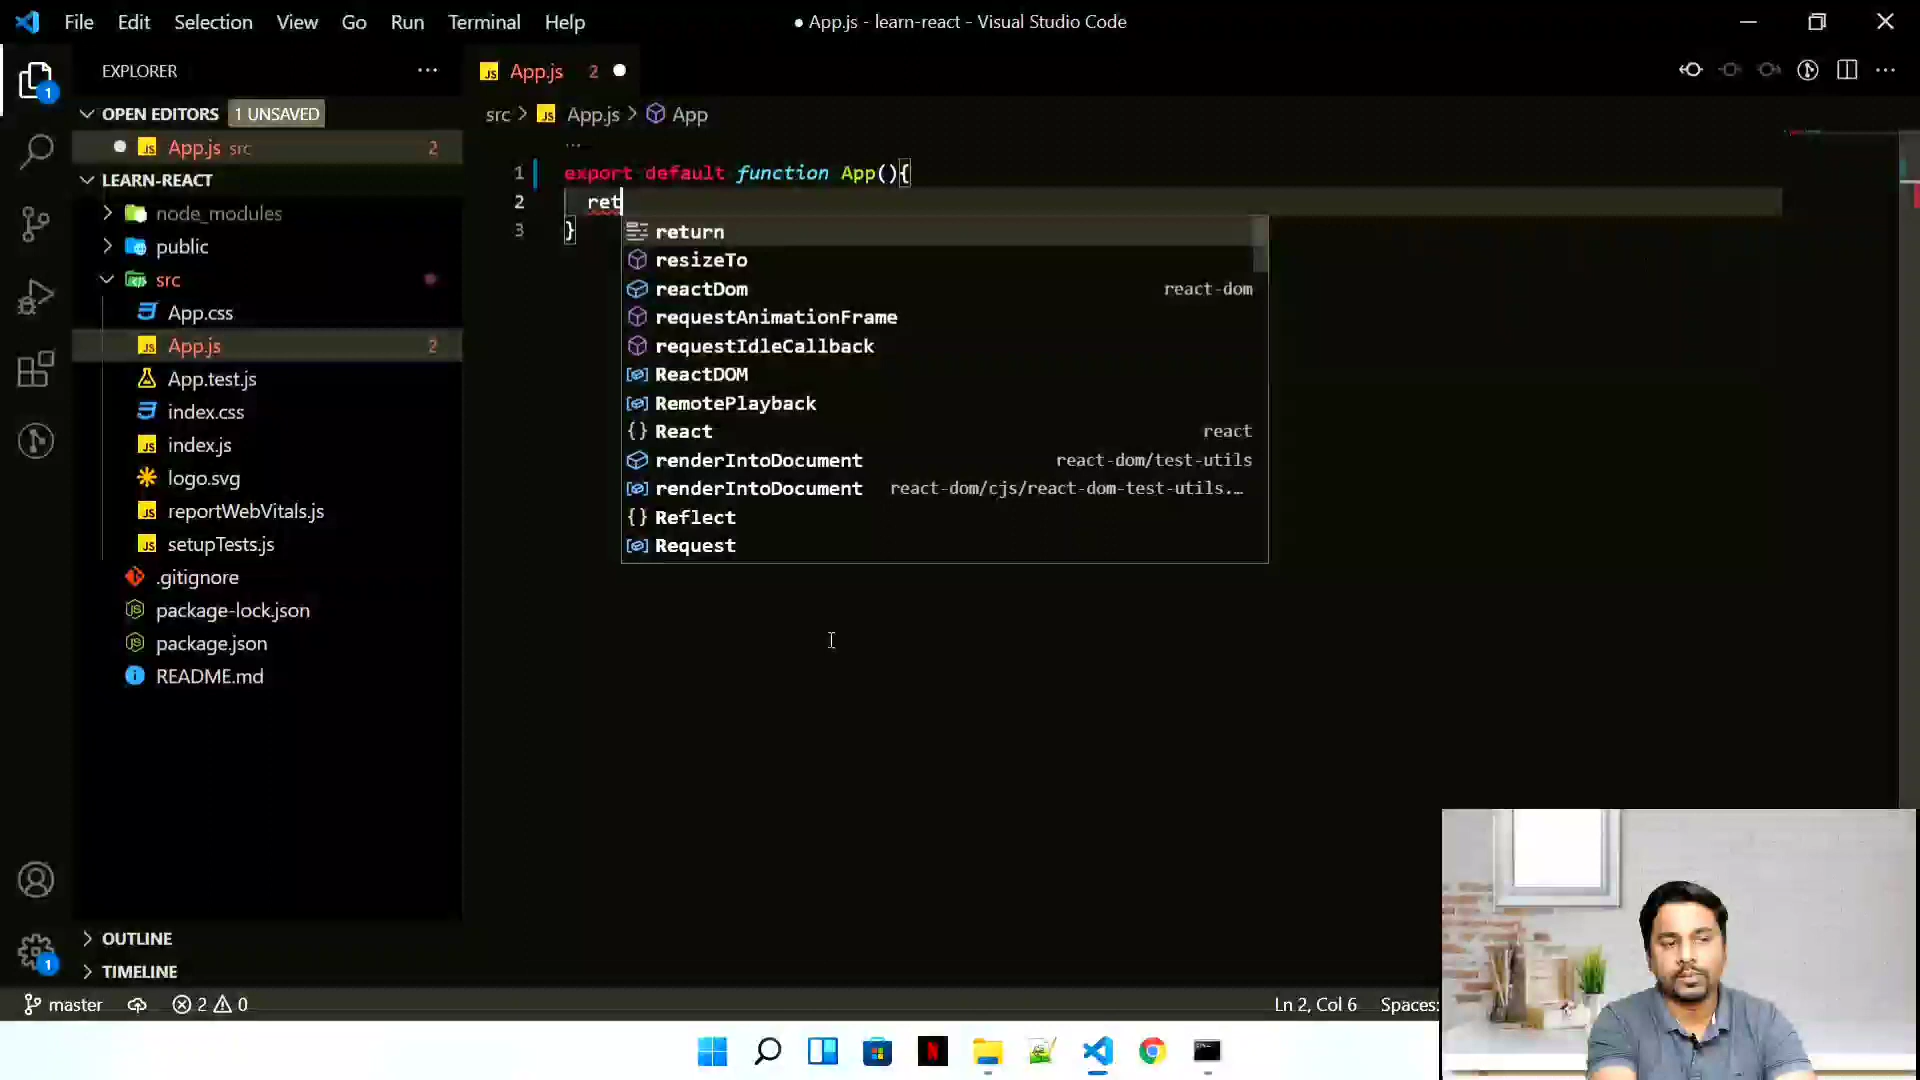 File Edit Selection View Go Run Terminal Help
● App.js - learn-react - Visual Studio Code
EXPLORER
App.js 2
OPEN EDITORS 1 UNSAVED
src > App.js > App
App.js src 2
LEARN-REACT
node_modules
public
src
App.css
App.js 2
App.test.js
index.css
index.js
logo.svg
reportWebVitals.js
setupTests.js
.gitignore
package-lock.json
package.json
README.md
OUTLINE
TIMELINE
1 export default function App(){
2 ret
3 }
return
resizeTo
reactDom react-dom
requestAnimationFrame
requestIdleCallback
ReactDOM
RemotePlayback
React react
renderIntoDocument react-dom/test-utils
renderIntoDocument react-dom/cjs/react-dom-test-utils.…
Reflect
Request
1
1
master 2 0
Ln 2, Col 6 Spaces: